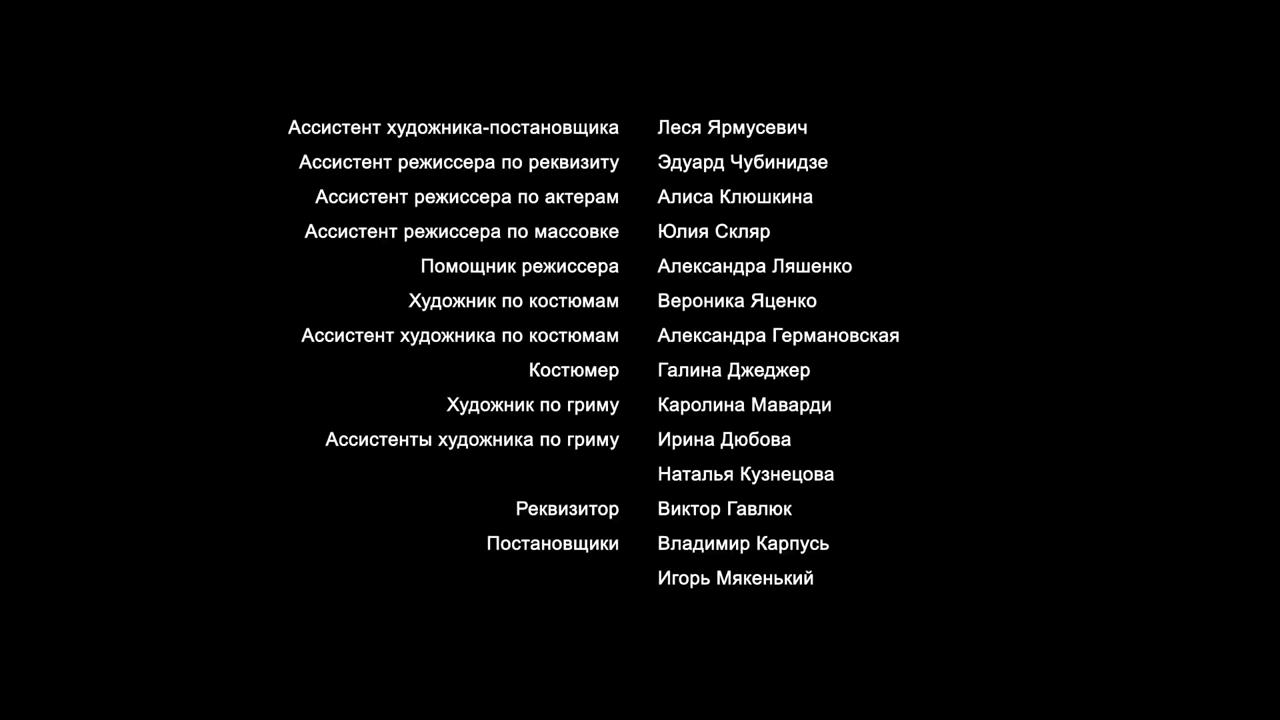 Ассистент художника-постановщика Леся Ярмусевич
Ассистент режиссера по реквизиту Эдуард Чубинидзе
Ассистент режиссера по актерам Алиса Клюшкина
Ассистент режиссера по массовке Юлия Скляр
Помощник режиссера Александра Ляшенко
Художник по костюмам Вероника Яценко
Ассистент художника по костюмам Александра Германовская
Костюмер Галина Джеджер
Художник по гриму Каролина Маварди
Ассистенты художника по гриму Ирина Дюбова
Наталья Кузнецова
Реквизитор Виктор Гавлюк
Постановщики Владимир Карпусь
Игорь Мякенький